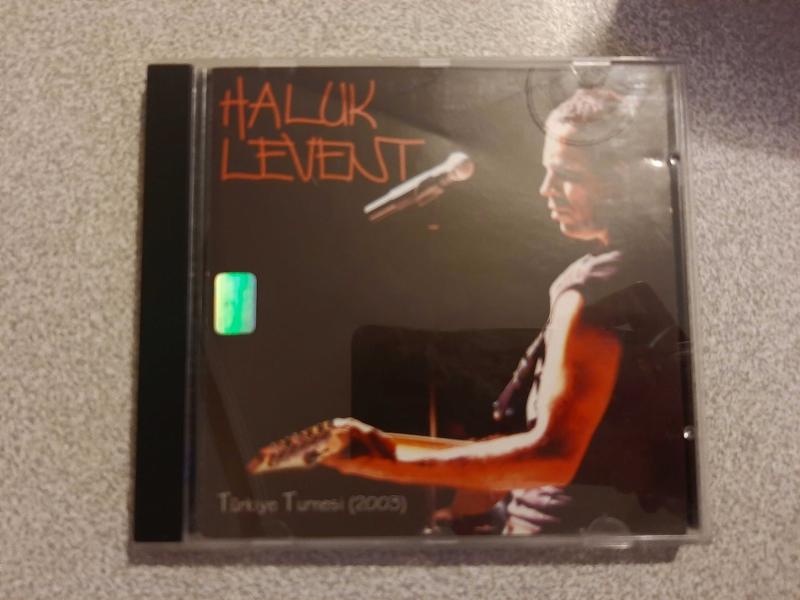 HALUK
LEVENT
Türkiye Turnesi (2003)